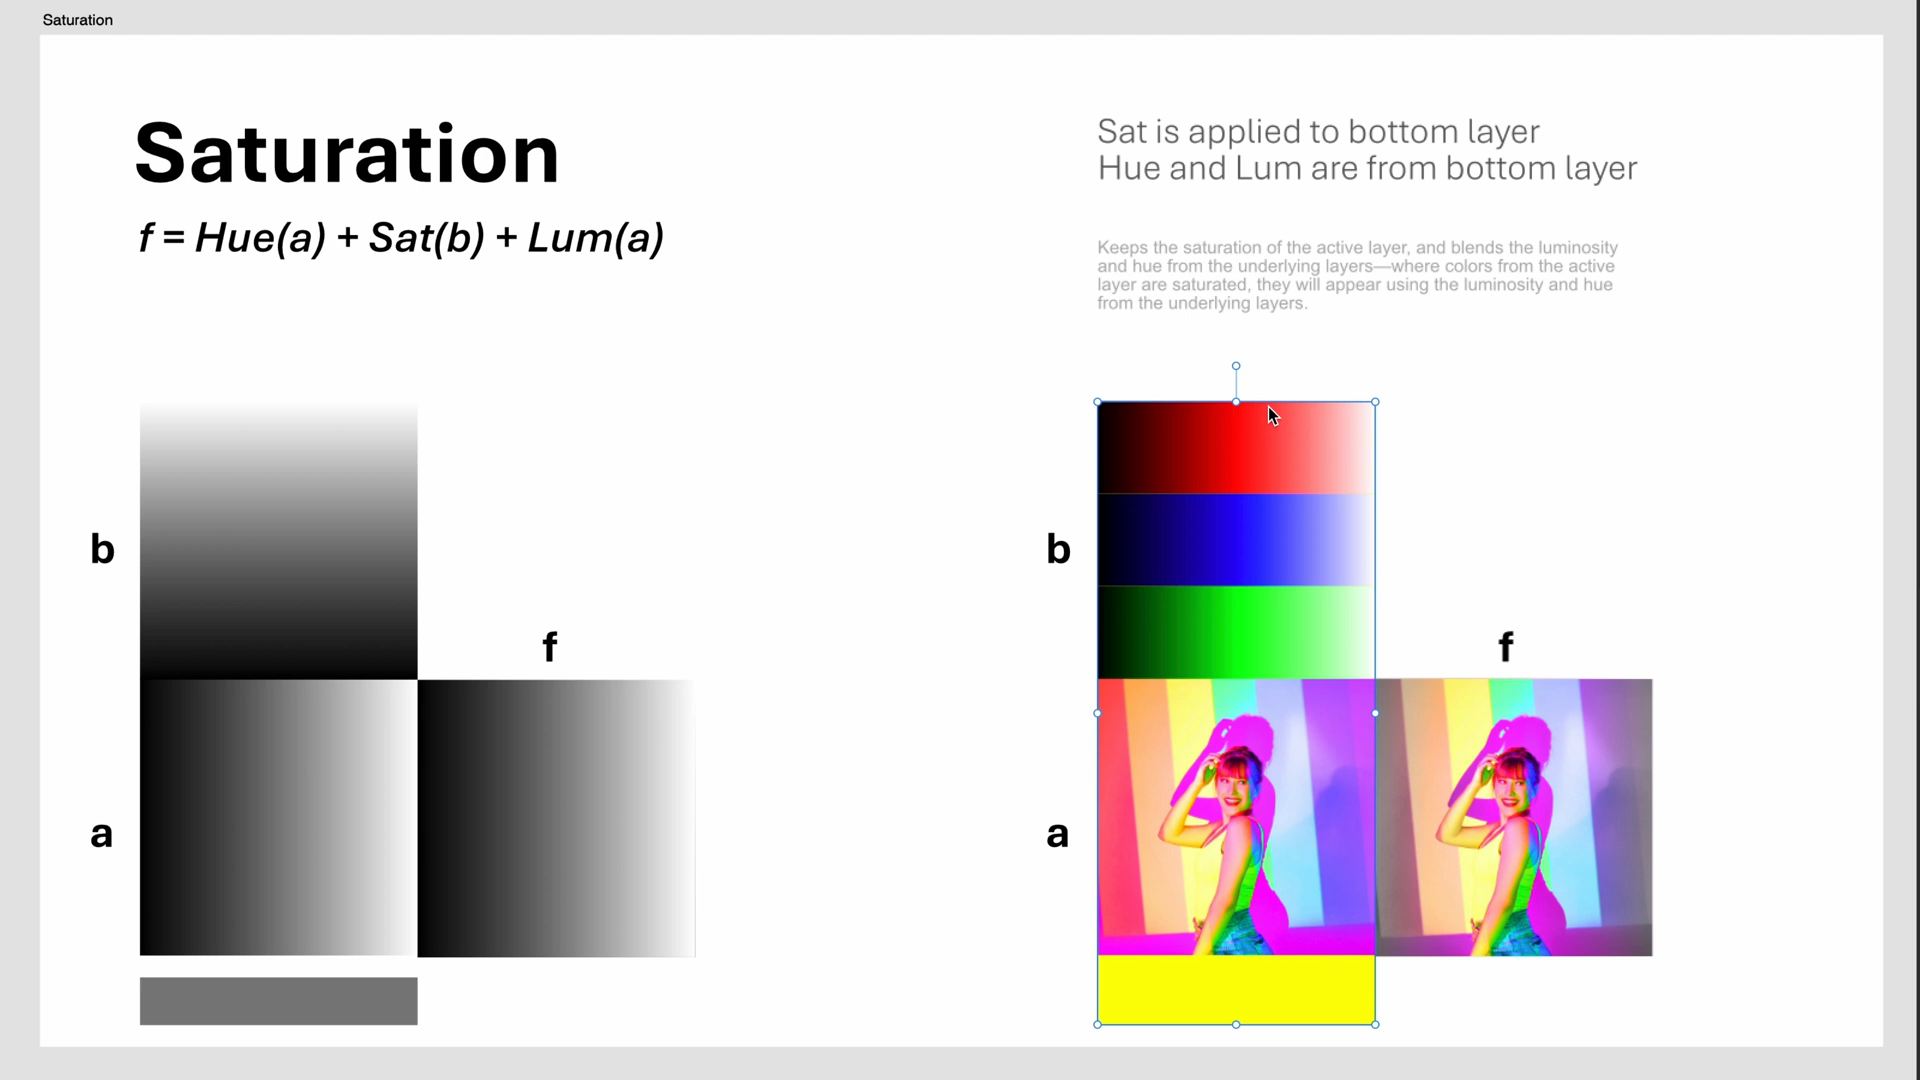 Saturation
Saturation
f = Hue(a) + Sat(b) + Lum(a)
Sat is applied to bottom layer
Hue and Lum are from bottom layer
Keeps the saturation of the active layer, and blends the luminosity
and hue from the underlying layers—where colors from the active
layer are saturated, they will appear using the luminosity and hue
from the underlying layers.
b
f
a
b
f
a